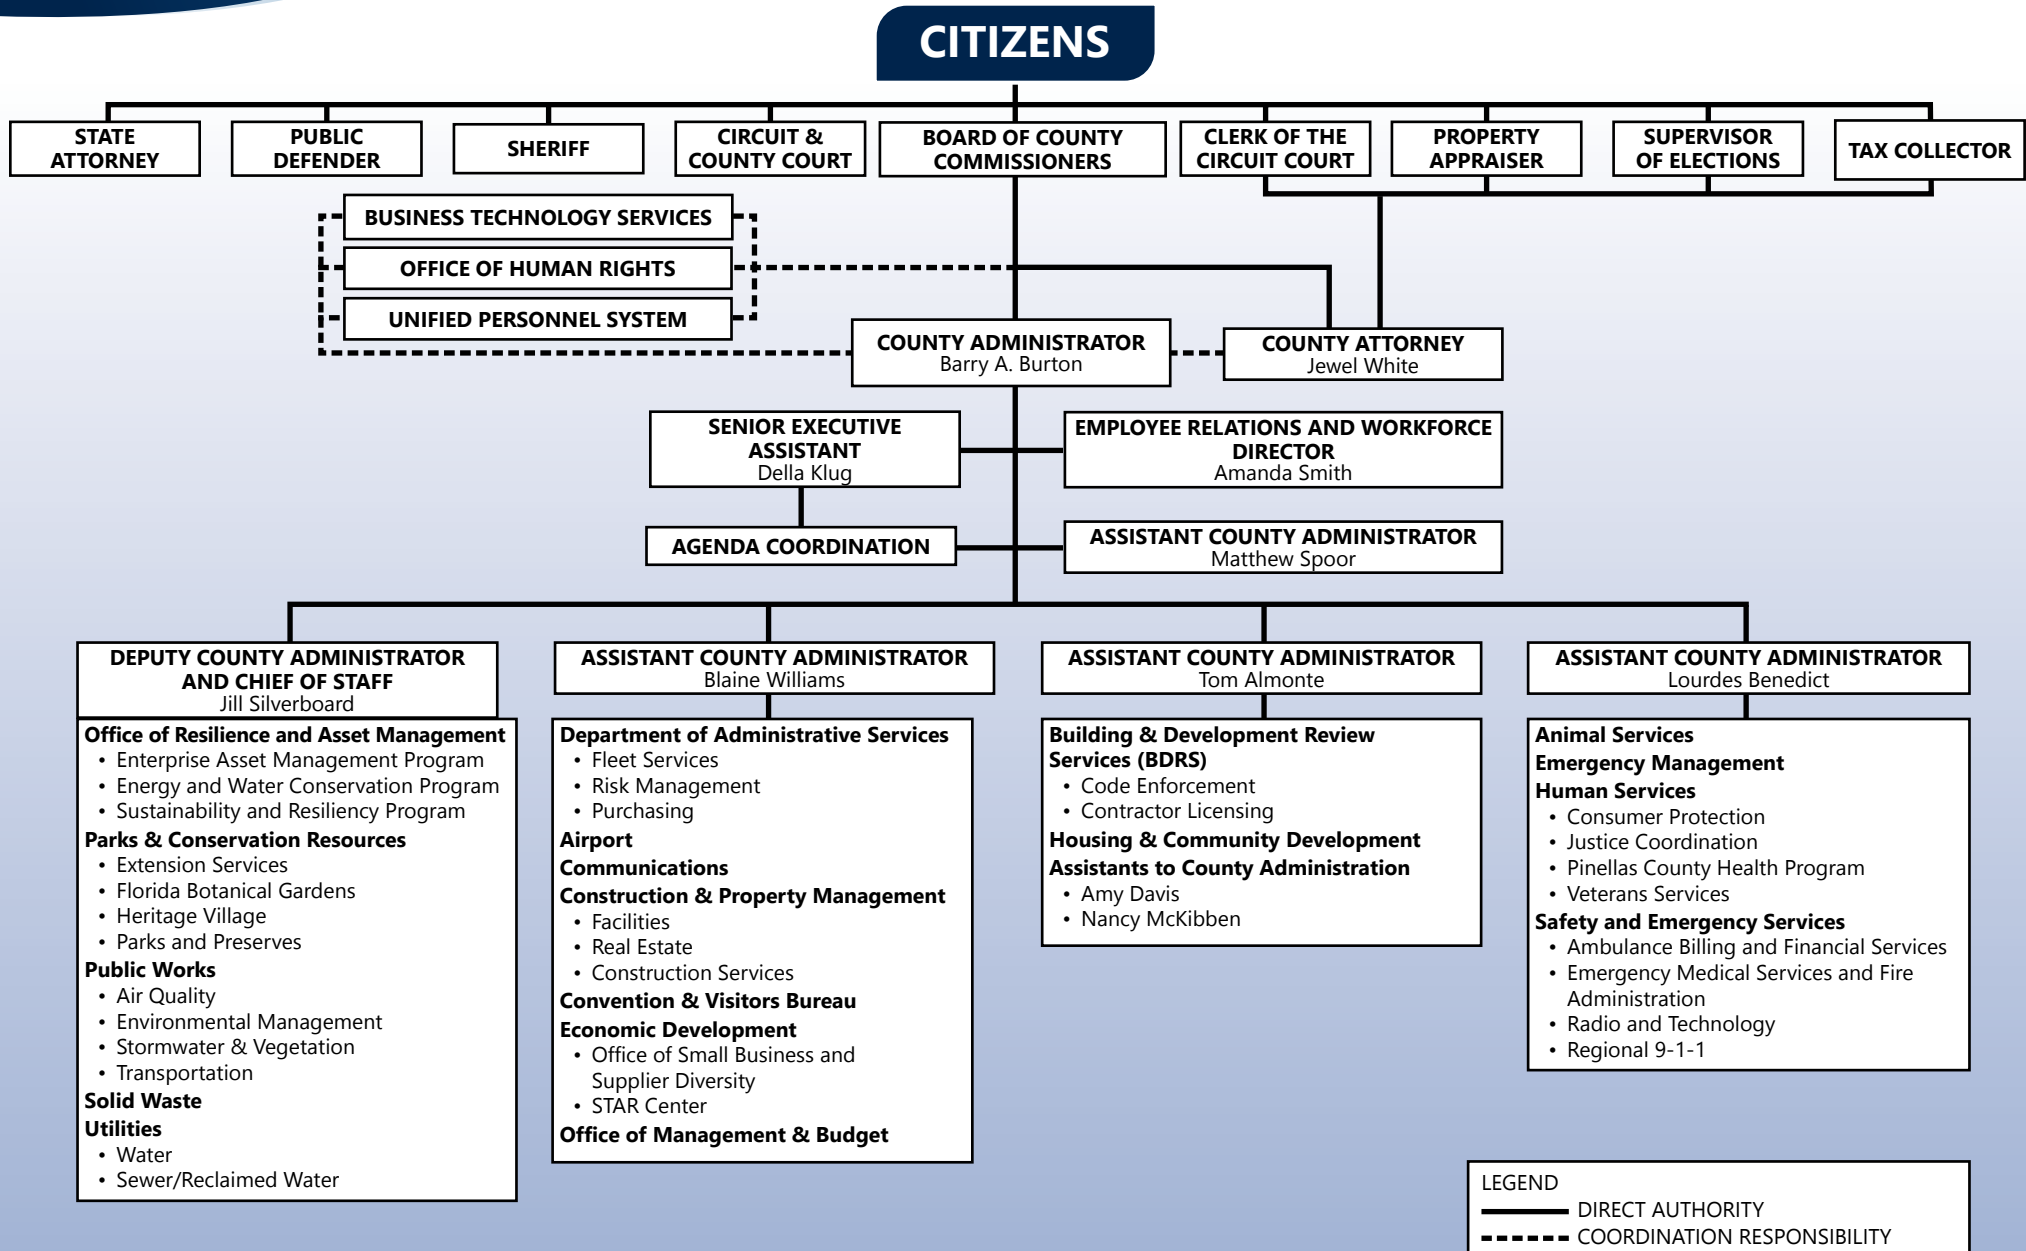 CITIZENS
STATE
ATTORNEY
PUBLIC
DEFENDER
SHERIFF
CIRCUIT &
COUNTY COURT
BOARD OF COUNTY
COMMISSIONERS
CLERK OF THE
CIRCUIT COURT
PROPERTY
APPRAISER
SUPERVISOR
OF ELECTIONS
TAX COLLECTOR
BUSINESS TECHNOLOGY SERVICES
OFFICE OF HUMAN RIGHTS
UNIFIED PERSONNEL SYSTEM
COUNTY ADMINISTRATOR
Barry A. Burton
COUNTY ATTORNEY
Jewel White
SENIOR EXECUTIVE
ASSISTANT
Della Klug
EMPLOYEE RELATIONS AND WORKFORCE
DIRECTOR
Amanda Smith
AGENDA COORDINATION
ASSISTANT COUNTY ADMINISTRATOR
Matthew Spoor
DEPUTY COUNTY ADMINISTRATOR
AND CHIEF OF STAFF
Jill Silverboard
Office of Resilience and Asset Management
• Enterprise Asset Management Program
• Energy and Water Conservation Program
• Sustainability and Resiliency Program
Parks & Conservation Resources
• Extension Services
• Florida Botanical Gardens
• Heritage Village
• Parks and Preserves
Public Works
• Air Quality
• Environmental Management
• Stormwater & Vegetation
• Transportation
Solid Waste
Utilities
• Water
• Sewer/Reclaimed Water
ASSISTANT COUNTY ADMINISTRATOR
Blaine Williams
Department of Administrative Services
• Fleet Services
• Risk Management
• Purchasing
Airport
Communications
Construction & Property Management
• Facilities
• Real Estate
• Construction Services
Convention & Visitors Bureau
Economic Development
• Office of Small Business and
Supplier Diversity
• STAR Center
Office of Management & Budget
ASSISTANT COUNTY ADMINISTRATOR
Tom Almonte
Building & Development Review
Services (BDRS)
• Code Enforcement
• Contractor Licensing
Housing & Community Development
Assistants to County Administration
• Amy Davis
• Nancy McKibben
ASSISTANT COUNTY ADMINISTRATOR
Lourdes Benedict
Animal Services
Emergency Management
Human Services
• Consumer Protection
• Justice Coordination
• Pinellas County Health Program
• Veterans Services
Safety and Emergency Services
• Ambulance Billing and Financial Services
• Emergency Medical Services and Fire
Administration
• Radio and Technology
• Regional 9-1-1
LEGEND
DIRECT AUTHORITY
COORDINATION RESPONSIBILITY